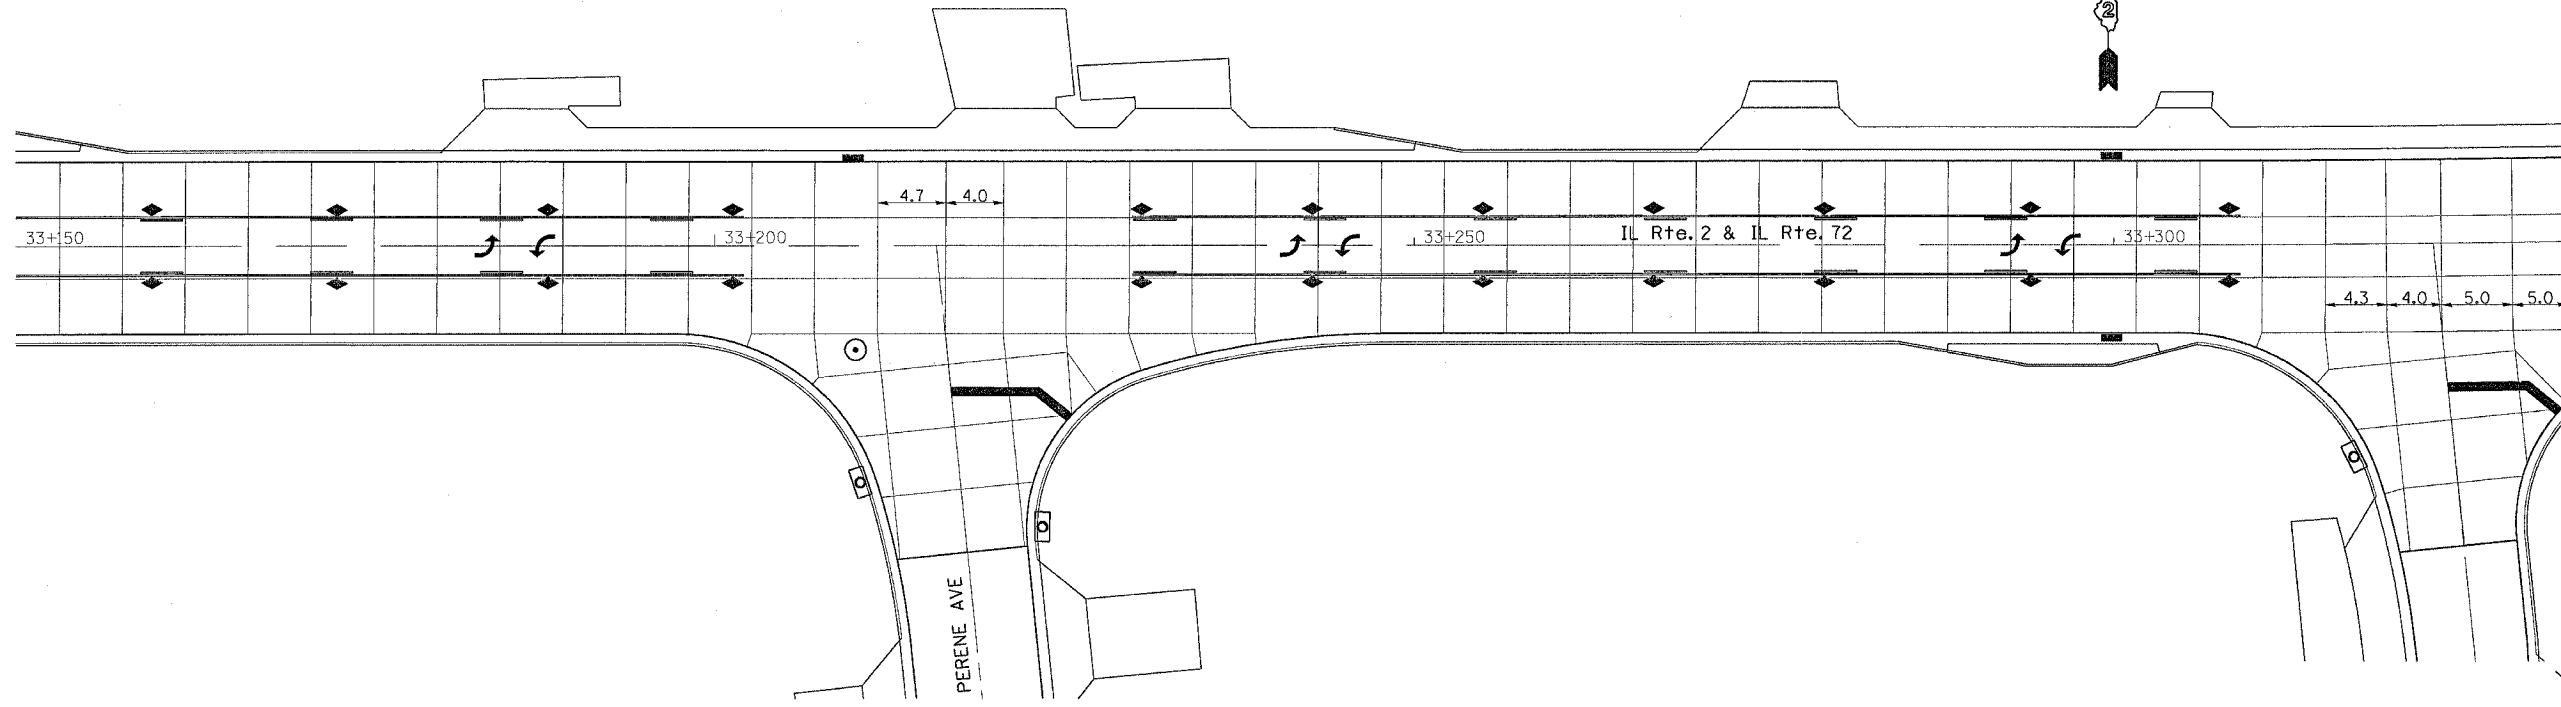 2
4.7 4.0
33+150
33+200
33+250
IL Rte. 2 & IL Rte. 72
33+300
4.3 4.0 5.0 5.0
PERENE AVE